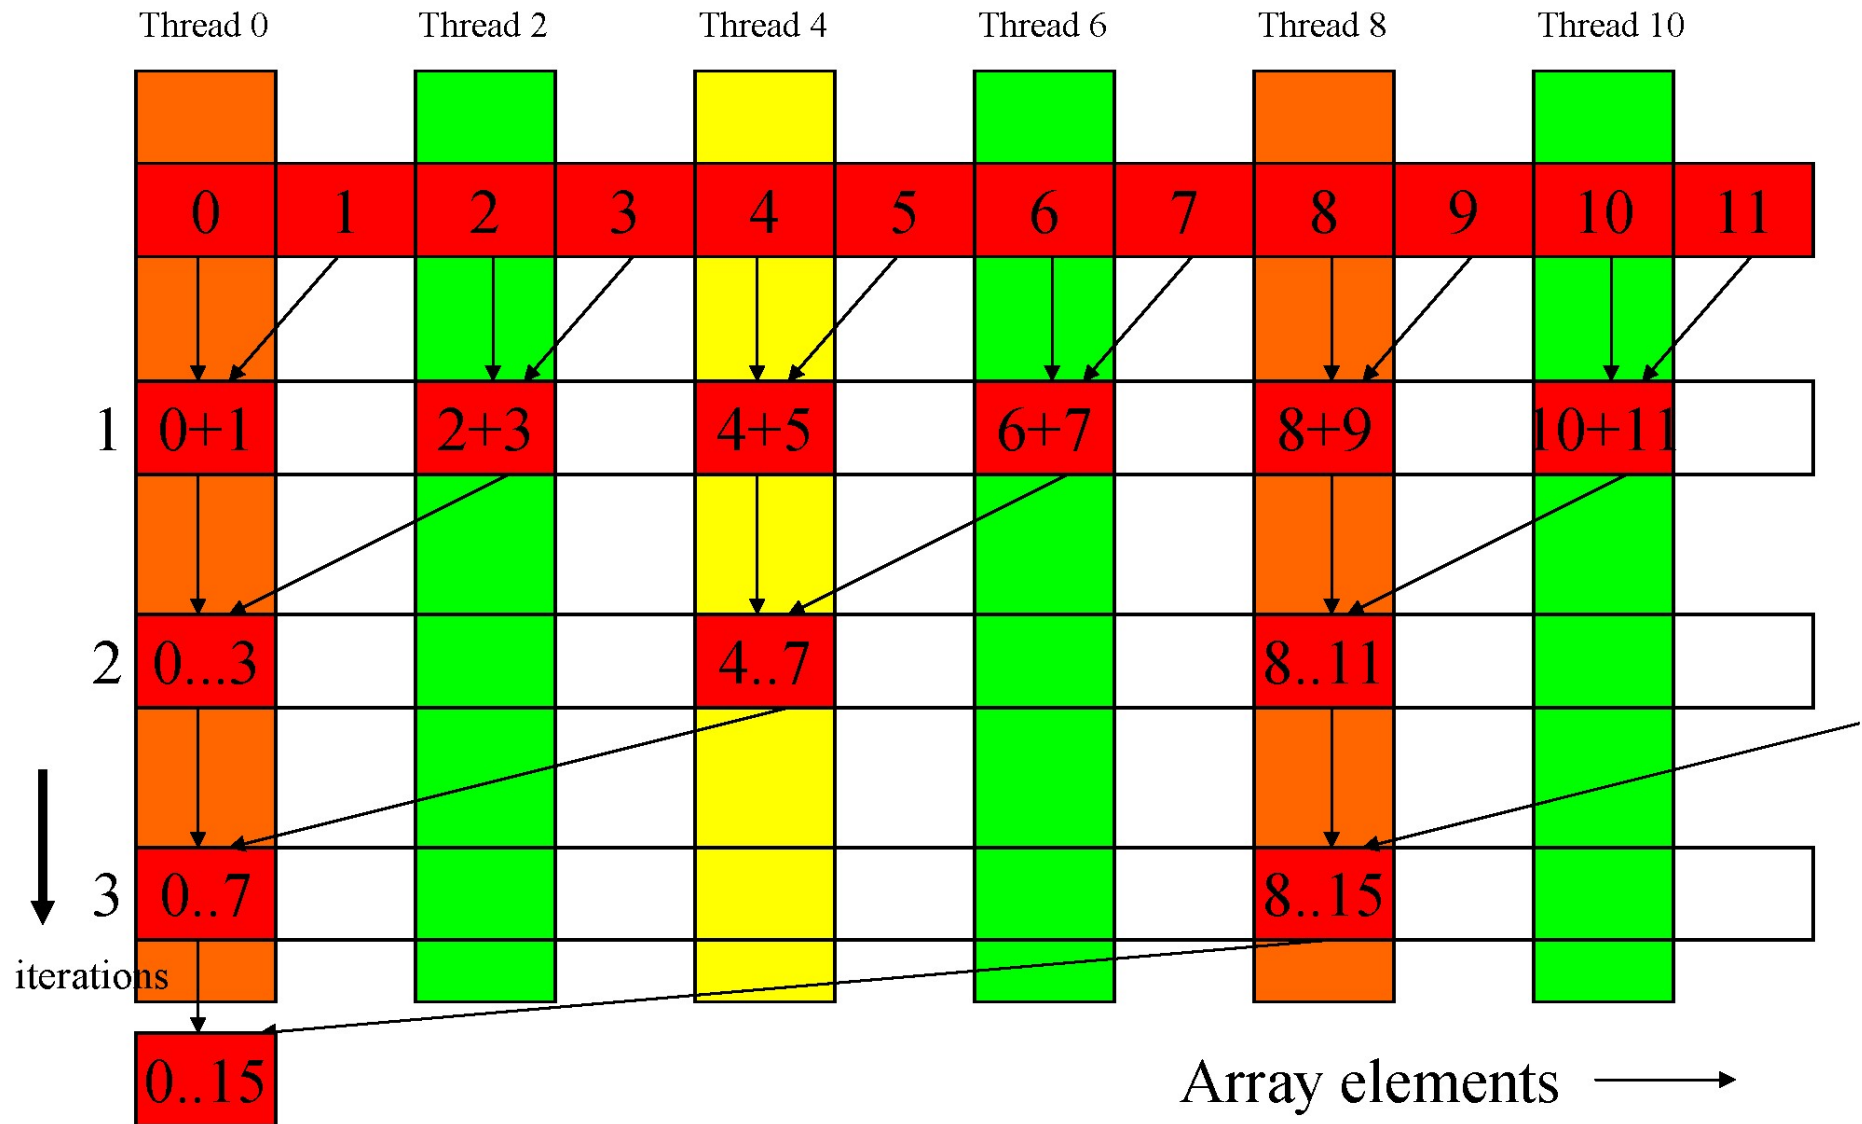 Thread 0 Thread 2 Thread 4 Thread 6 Thread 8 Thread 10
0 1 2 3 4 5 6 7 8 9 10 11
1 0+1 2+3 4+5 6+7 8+9 10+11
2 0...3 4..7 8..11
3 0..7 8..15
iterations
0..15 Array elements